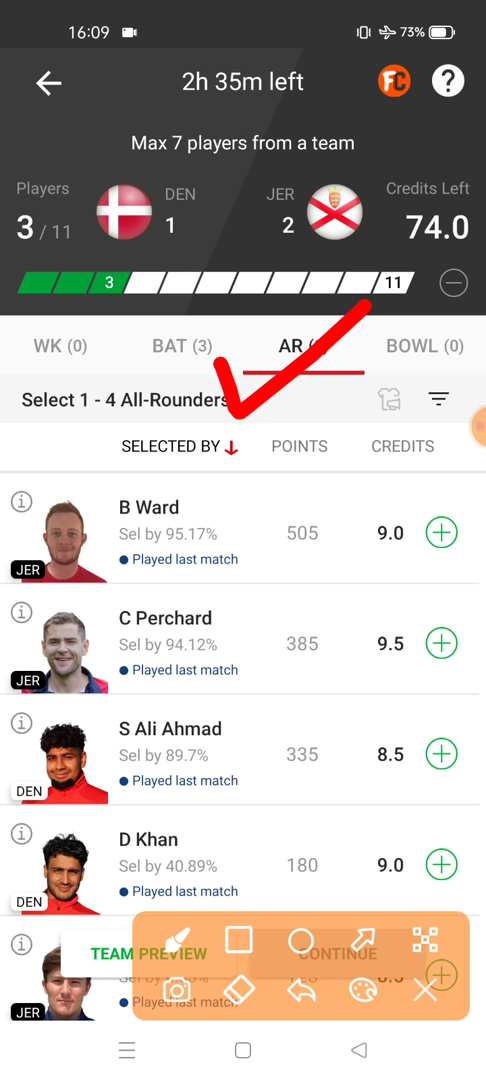 16:09 73%
2h 35m left FC ?
Max 7 players from a team
Players DEN JER Credits Left
3 / 11 1 2 74.0
3 11
WK (0) BAT (3) AR BOWL (0)
Select 1 - 4 All-Rounders
SELECTED BY POINTS CREDITS
B Ward
Sel by 95.17% 505 9.0
Played last match
JER
C Perchard
Sel by 94.12% 385 9.5
Played last match
JER
S Ali Ahmad
Sel by 89.7% 335 8.5
Played last match
DEN
D Khan
Sel by 40.89% 180 9.0
Played last match
DEN
TEAM PREVIEW CONTINUE
Played last match
JER